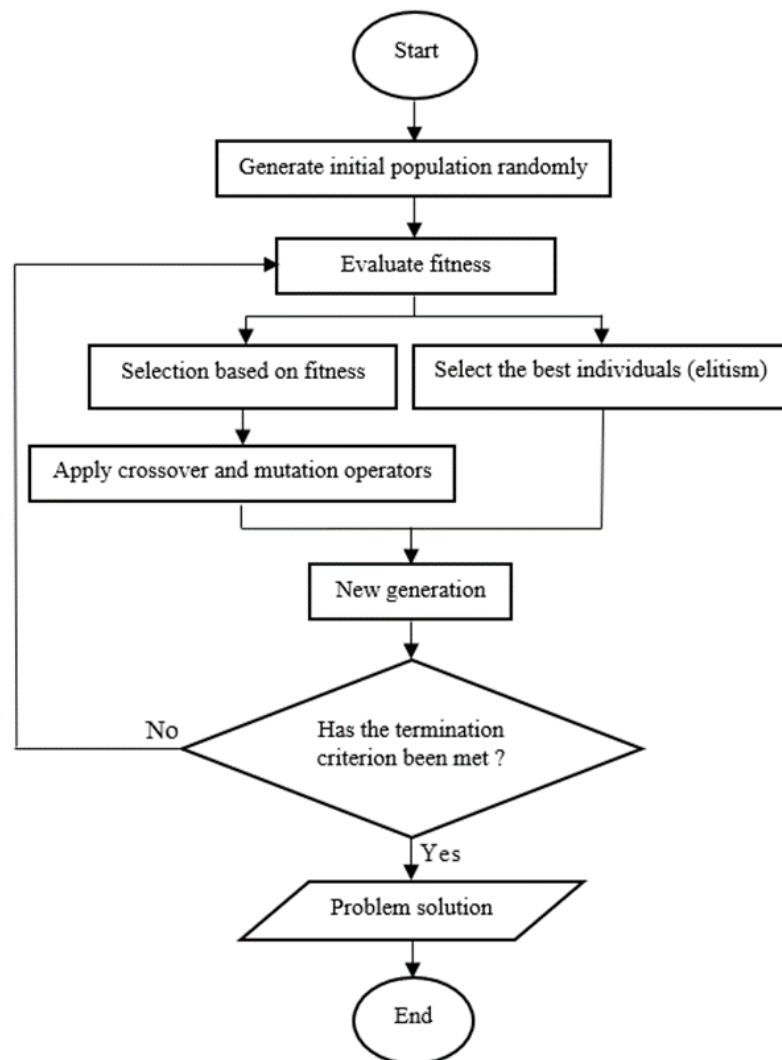 Start
Generate initial population randomly
Evaluate fitness
Selection based on fitness
Select the best individuals (elitism)
Apply crossover and mutation operators
New generation
No
Has the termination
criterion been met ?
Yes
Problem solution
End